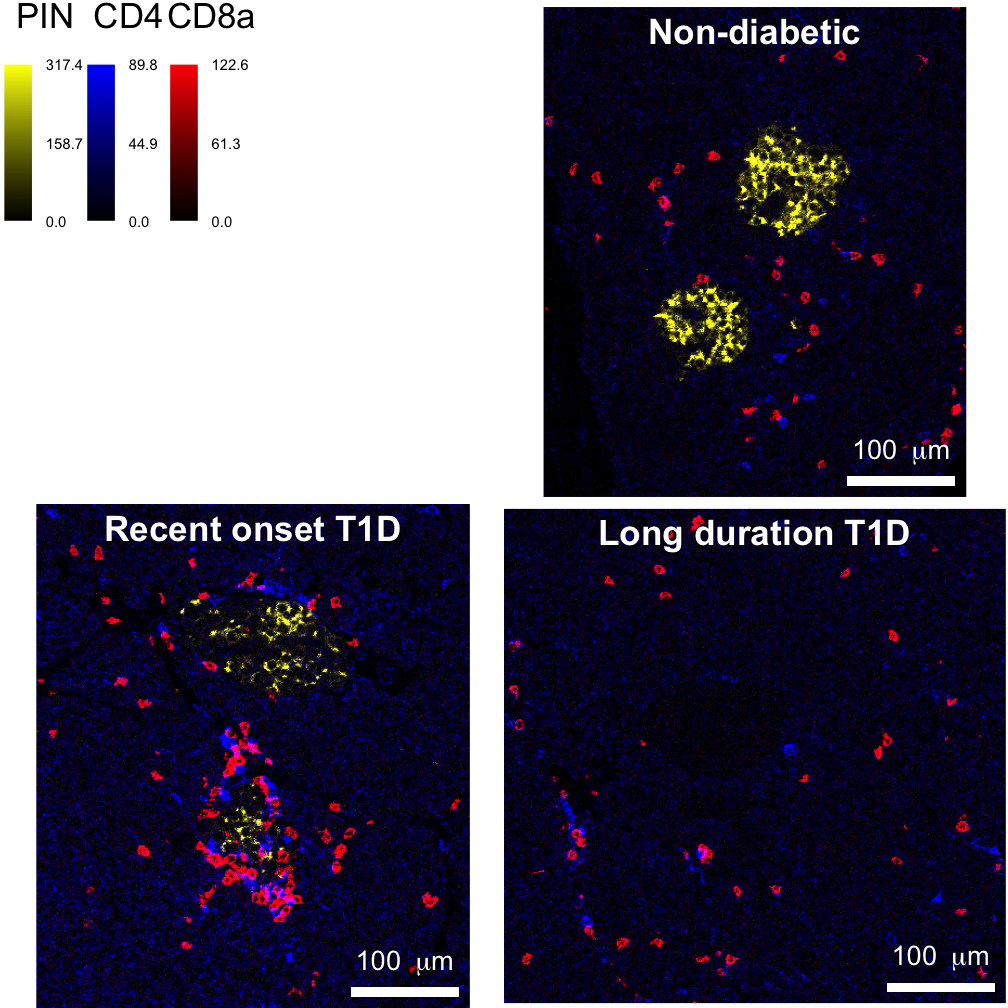 PIN CD4 CD8a
317.4 89.8 122.6
158.7 44.9 61.3
0.0 0.0 0.0
Non-diabetic
100 μm
Recent onset T1D
100 μm
Long duration T1D
100 μm